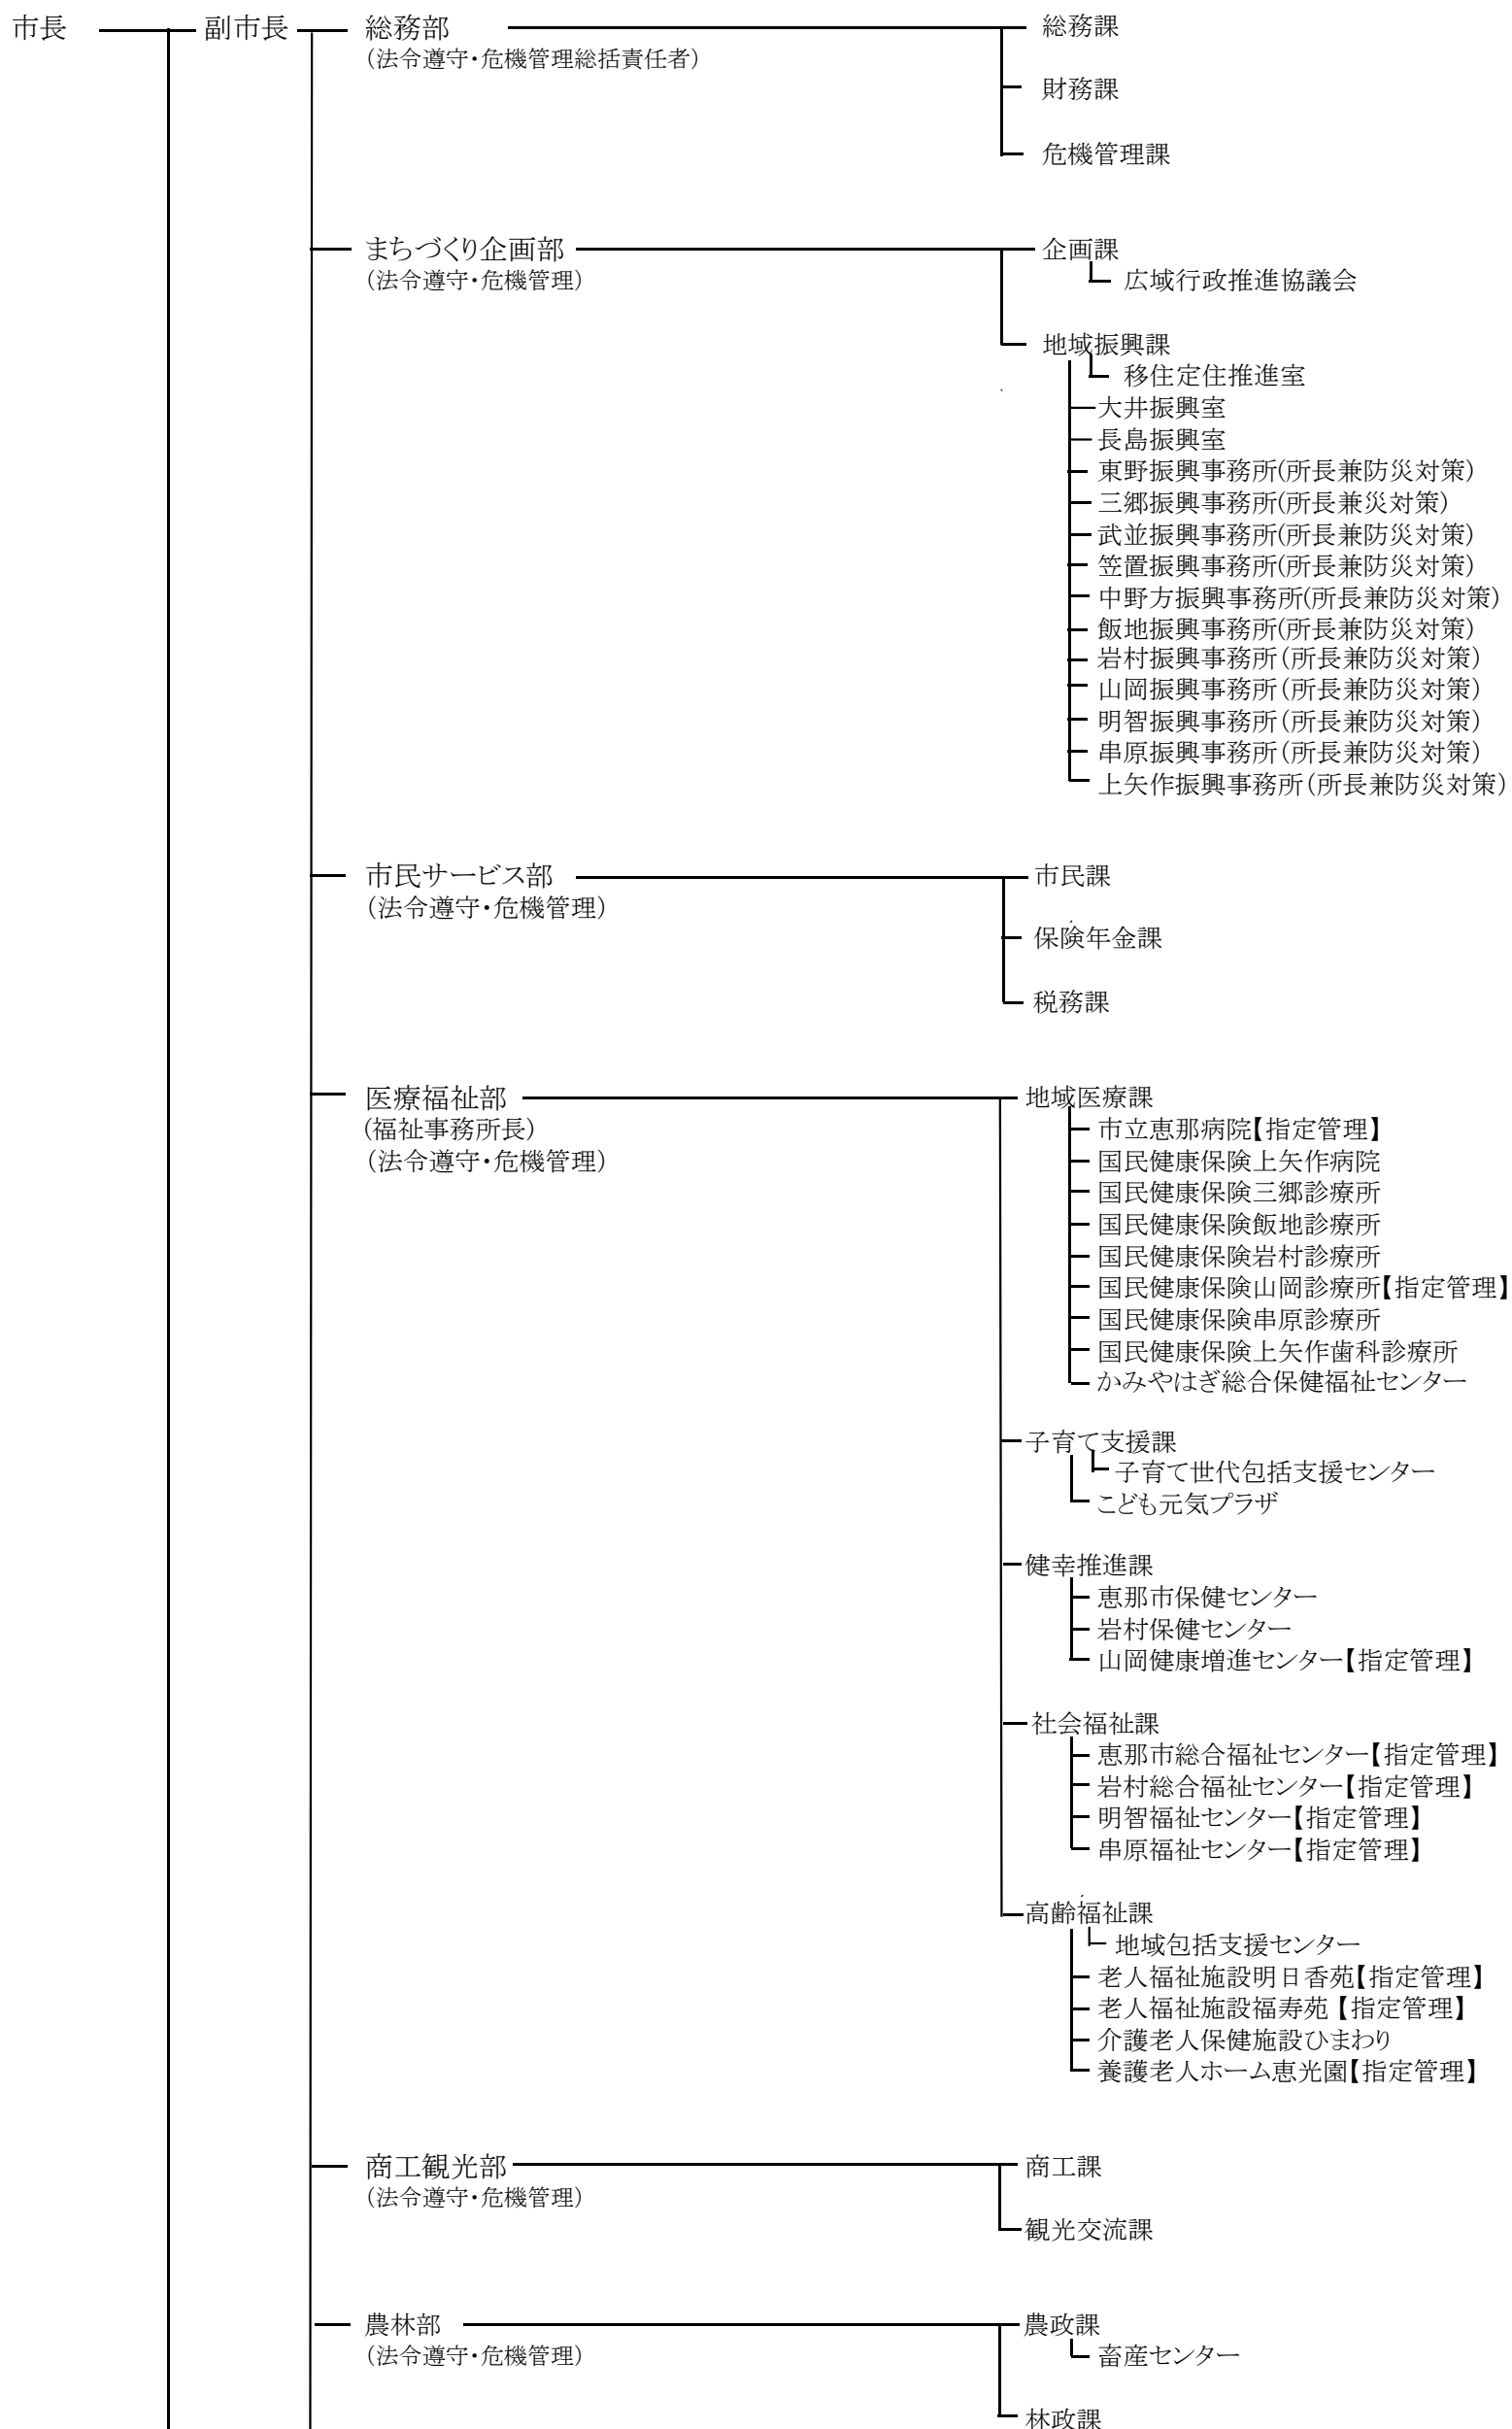 市長 副市長 総務部 総務課
(法令遵守・危機管理総括責任者)
財務課
危機管理課
まちづくり企画部 企画課
(法令遵守・危機管理) 広域行政推進協議会
地域振興課
移住定住推進室
大井振興室
長島振興室
東野振興事務所(所長兼防災対策)
三郷振興事務所(所長兼災対策)
武並振興事務所(所長兼防災対策)
笠置振興事務所(所長兼防災対策)
中野方振興事務所(所長兼防災対策)
飯地振興事務所(所長兼防災対策)
岩村振興事務所(所長兼防災対策)
山岡振興事務所(所長兼防災対策)
明智振興事務所(所長兼防災対策)
串原振興事務所(所長兼防災対策)
上矢作振興事務所(所長兼防災対策)
市民サービス部 市民課
(法令遵守・危機管理)
保険年金課
税務課
医療福祉部 地域医療課
(福祉事務所長) 市立恵那病院【指定管理】
(法令遵守・危機管理) 国民健康保険上矢作病院
国民健康保険三郷診療所
国民健康保険飯地診療所
国民健康保険岩村診療所
国民健康保険山岡診療所【指定管理】
国民健康保険串原診療所
国民健康保険上矢作歯科診療所
かみやはぎ総合保健福祉センター
子育て支援課
子育て世代包括支援センター
こども元気プラザ
健幸推進課
恵那市保健センター
岩村保健センター
山岡健康増進センター【指定管理】
社会福祉課
恵那市総合福祉センター【指定管理】
岩村総合福祉センター【指定管理】
明智福祉センター【指定管理】
串原福祉センター【指定管理】
高齢福祉課
地域包括支援センター
老人福祉施設明日香苑【指定管理】
老人福祉施設福寿苑【指定管理】
介護老人保健施設ひまわり
養護老人ホーム恵光園【指定管理】
商工観光部 商工課
(法令遵守・危機管理)
観光交流課
農林部 農政課
(法令遵守・危機管理) 畜産センター
林政課